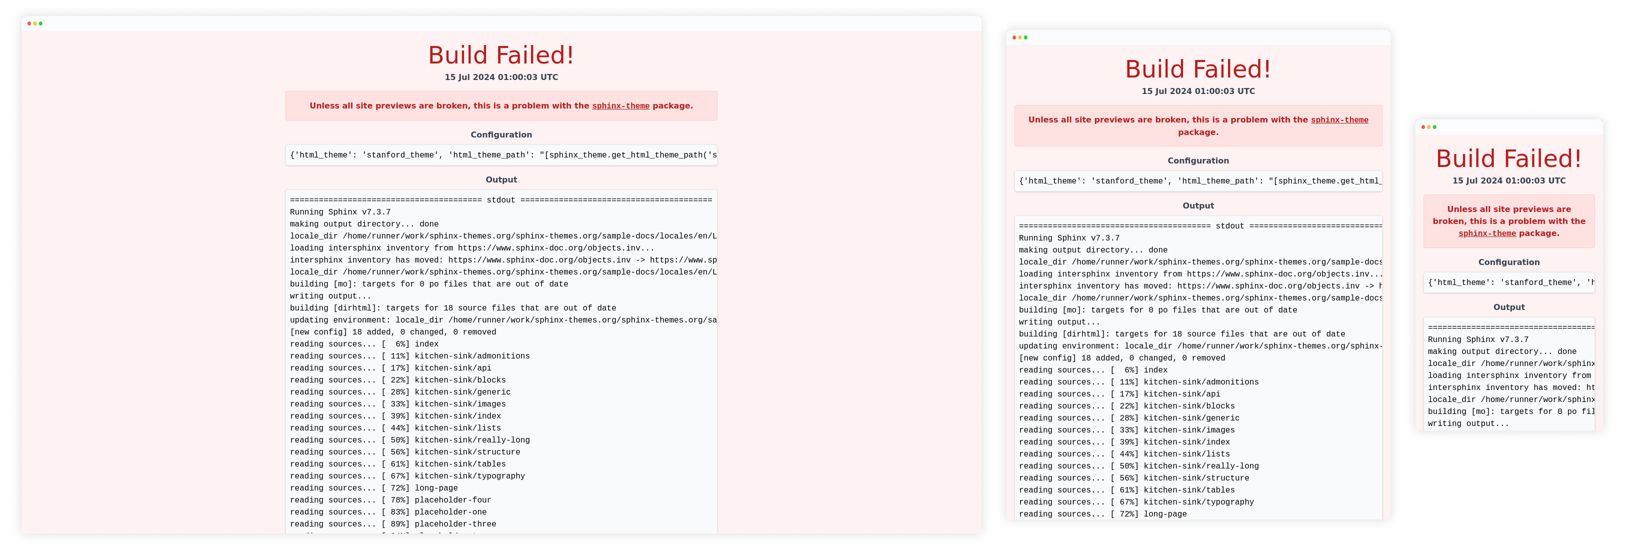 Build Failed!
15 Jul 2024 01:00:03 UTC
Unless all site previews are broken, this is a problem with the sphinx-theme package.
Configuration
{'html_theme': 'stanford_theme', 'html_theme_path': "[sphinx_theme.get_html_theme_path('s
Output
======================================== stdout ========================================
Running Sphinx v7.3.7
making output directory... done
locale_dir /home/runner/work/sphinx-themes.org/sphinx-themes.org/sample-docs/locales/en/L
loading intersphinx inventory from https://www.sphinx-doc.org/objects.inv...
intersphinx inventory has moved: https://www.sphinx-doc.org/objects.inv -> https://www.sp
locale_dir /home/runner/work/sphinx-themes.org/sphinx-themes.org/sample-docs/locales/en/L
building [mo]: targets for 0 po files that are out of date
writing output...
building [dirhtml]: targets for 18 source files that are out of date
updating environment: locale_dir /home/runner/work/sphinx-themes.org/sphinx-themes.org/sa
[new config] 18 added, 0 changed, 0 removed
reading sources... [  6%] index
reading sources... [ 11%] kitchen-sink/admonitions
reading sources... [ 17%] kitchen-sink/api
reading sources... [ 22%] kitchen-sink/blocks
reading sources... [ 28%] kitchen-sink/generic
reading sources... [ 33%] kitchen-sink/images
reading sources... [ 39%] kitchen-sink/index
reading sources... [ 44%] kitchen-sink/lists
reading sources... [ 50%] kitchen-sink/really-long
reading sources... [ 56%] kitchen-sink/structure
reading sources... [ 61%] kitchen-sink/tables
reading sources... [ 67%] kitchen-sink/typography
reading sources... [ 72%] long-page
reading sources... [ 78%] placeholder-four
reading sources... [ 83%] placeholder-one
reading sources... [ 89%] placeholder-three
Build Failed!
15 Jul 2024 01:00:03 UTC
Unless all site previews are broken, this is a problem with the sphinx-theme
package.
Configuration
{'html_theme': 'stanford_theme', 'html_theme_path': "[sphinx_theme.get_html_
Output
======================================== stdout ============================
Running Sphinx v7.3.7
making output directory... done
locale_dir /home/runner/work/sphinx-themes.org/sphinx-themes.org/sample-docs
loading intersphinx inventory from https://www.sphinx-doc.org/objects.inv...
intersphinx inventory has moved: https://www.sphinx-doc.org/objects.inv -> h
locale_dir /home/runner/work/sphinx-themes.org/sphinx-themes.org/sample-docs
building [mo]: targets for 0 po files that are out of date
writing output...
building [dirhtml]: targets for 18 source files that are out of date
updating environment: locale_dir /home/runner/work/sphinx-themes.org/sphinx-
[new config] 18 added, 0 changed, 0 removed
reading sources... [  6%] index
reading sources... [ 11%] kitchen-sink/admonitions
reading sources... [ 17%] kitchen-sink/api
reading sources... [ 22%] kitchen-sink/blocks
reading sources... [ 28%] kitchen-sink/generic
reading sources... [ 33%] kitchen-sink/images
reading sources... [ 39%] kitchen-sink/index
reading sources... [ 44%] kitchen-sink/lists
reading sources... [ 50%] kitchen-sink/really-long
reading sources... [ 56%] kitchen-sink/structure
reading sources... [ 61%] kitchen-sink/tables
reading sources... [ 67%] kitchen-sink/typography
reading sources... [ 72%] long-page
Build Failed!
15 Jul 2024 01:00:03 UTC
Unless all site previews are
broken, this is a problem with the
sphinx-theme package.
Configuration
{'html_theme': 'stanford_theme', 'h
Output
===================================
Running Sphinx v7.3.7
making output directory... done
locale_dir /home/runner/work/sphinx
loading intersphinx inventory from
intersphinx inventory has moved: ht
locale_dir /home/runner/work/sphinx
building [mo]: targets for 0 po fil
writing output...